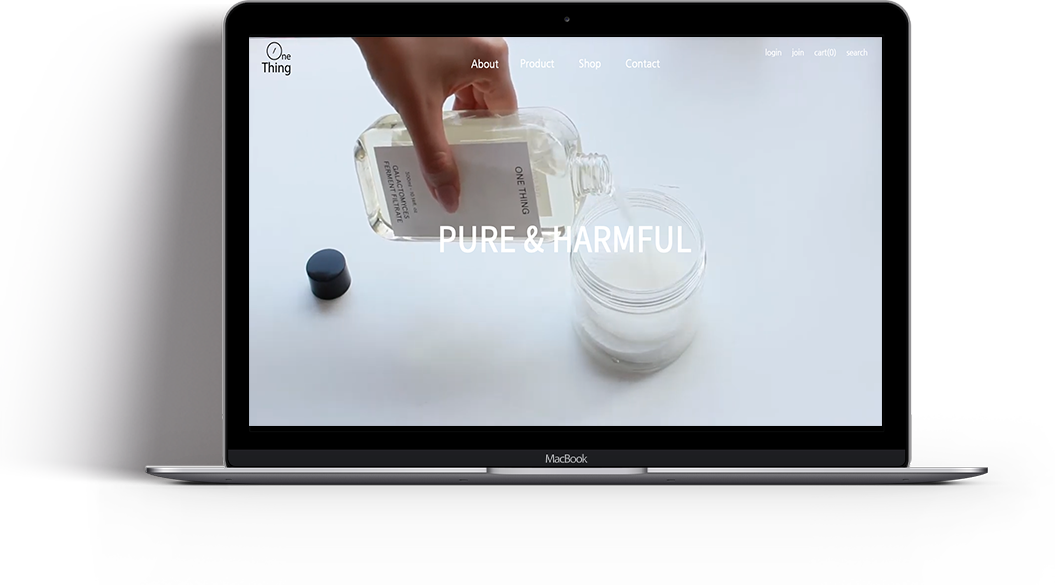 One
Thing
About Product Shop Contact
login join cart(0) search
ONE THING
GALACTOMYCES
FERMENT FILTRATE
PURE & HARMFUL
MacBook